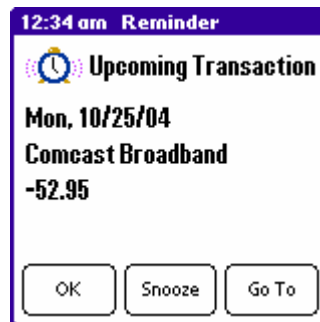 12:34 am Reminder
Upcoming Transaction
Mon, 10/25/04
Comcast Broadband
-52.95
OK Snooze Go To